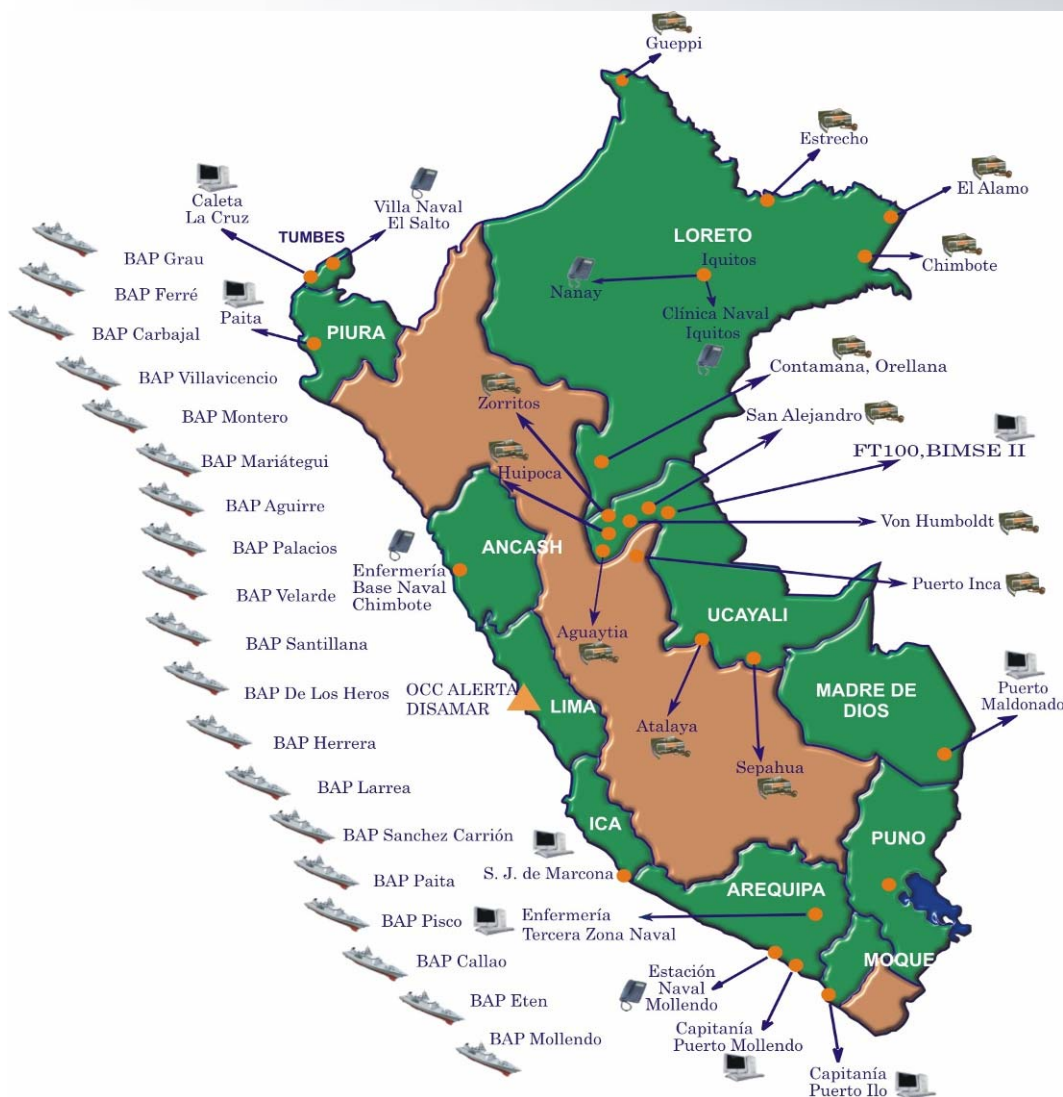 Gueppi
Estrecho
El Alamo
Caleta
La Cruz
Villa Naval
El Salto
TUMBES
LORETO
Iquitos
Chimbote
Nanay
Clínica Naval
Iquitos
Paita
PIURA
Contamana, Orellana
Zorritos
San Alejandro
FT100,BIMSE II
Huipoca
Von Humboldt
ANCASH
Enfermería
Base Naval
Chimbote
Puerto Inca
UCAYALI
Aguaytia
OCC ALERTA
DISAMAR
LIMA
Atalaya
Sepahua
MADRE DE
DIOS
Puerto
Maldonado
ICA
S. J. de Marcona
PUNO
AREQUIPA
Enfermería
Tercera Zona Naval
MOQUE
Estación
Naval
Mollendo
Capitanía
Puerto Mollendo
Capitanía
Puerto Ilo
BAP Grau
BAP Ferré
BAP Carbajal
BAP Villavicencio
BAP Montero
BAP Mariátegui
BAP Aguirre
BAP Palacios
BAP Velarde
BAP Santillana
BAP De Los Heros
BAP Herrera
BAP Larrea
BAP Sanchez Carrión
BAP Paita
BAP Pisco
BAP Callao
BAP Eten
BAP Mollendo